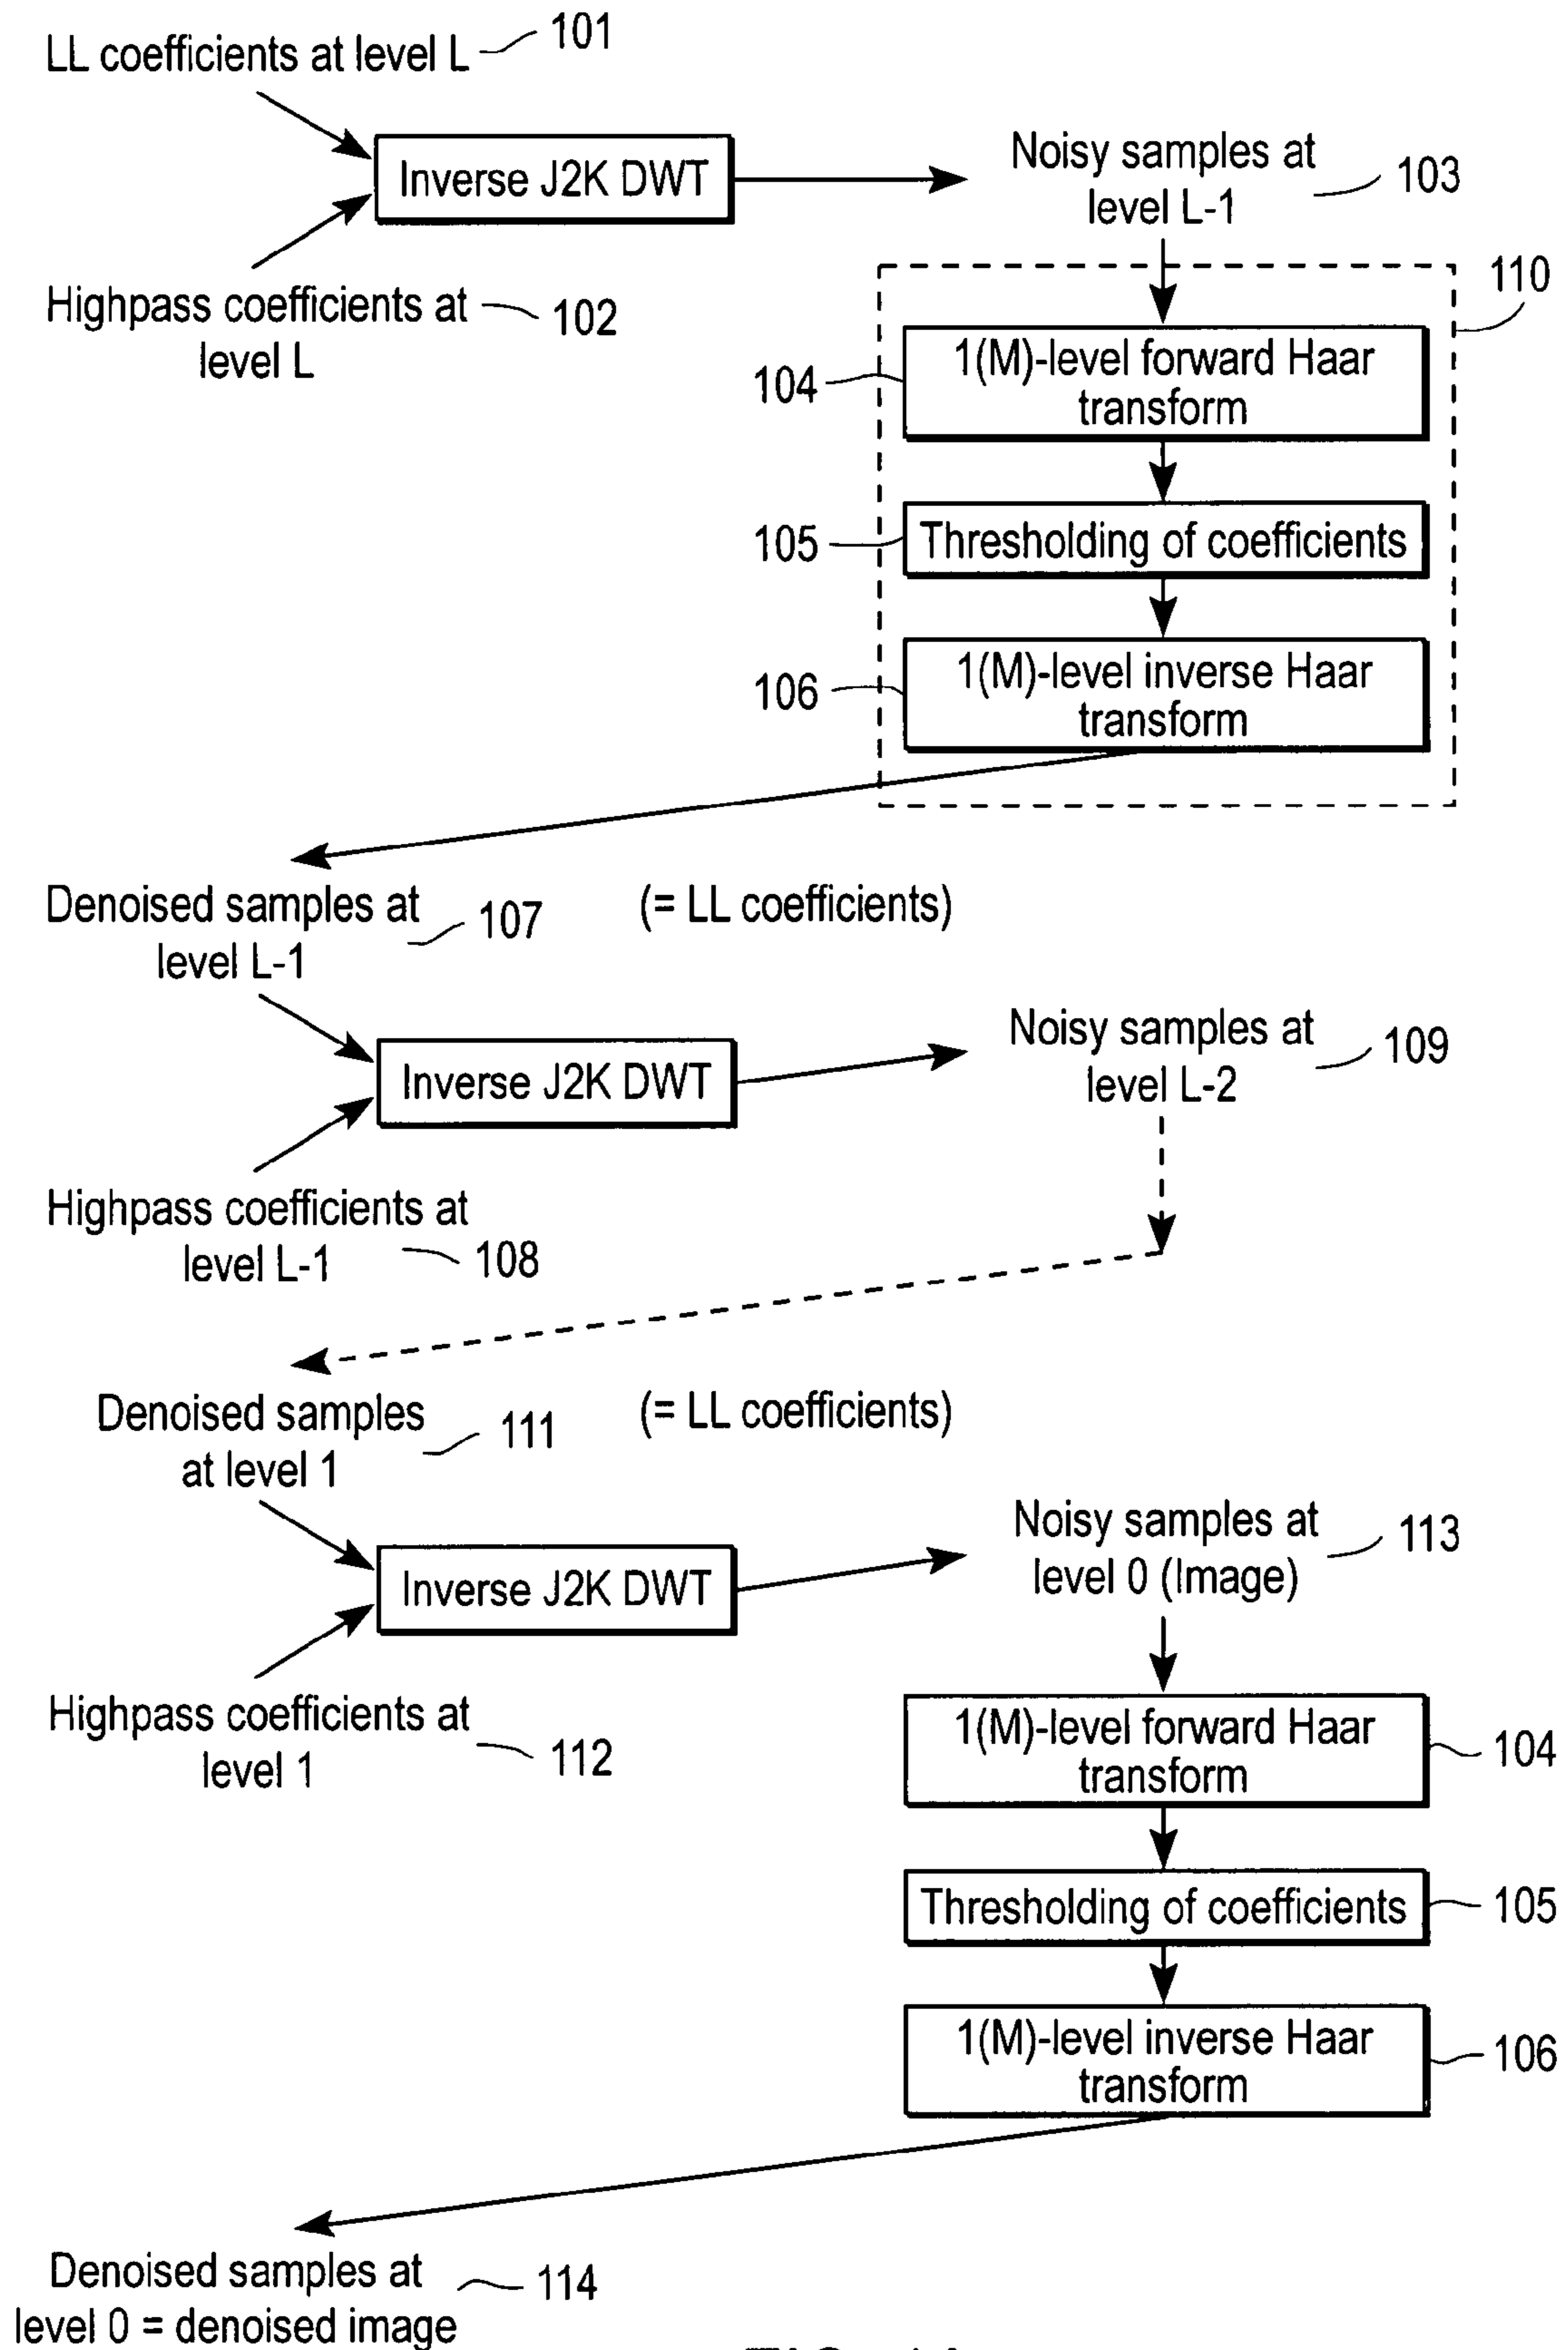 LL coefficients at level L
101
Inverse J2K DWT
Noisy samples at
level L-1
103
Highpass coefficients at
level L
102
110
104
1(M)-level forward Haar
transform
105
Thresholding of coefficients
106
1(M)-level inverse Haar
transform
Denoised samples at
level L-1
107
(= LL coefficients)
Inverse J2K DWT
Noisy samples at
level L-2
109
Highpass coefficients at
level L-1
108
Denoised samples
at level 1
111
(= LL coefficients)
Inverse J2K DWT
Noisy samples at
level 0 (Image)
113
Highpass coefficients at
level 1
112
1(M)-level forward Haar
transform
104
Thresholding of coefficients
105
1(M)-level inverse Haar
transform
106
Denoised samples at
level 0 = denoised image
114